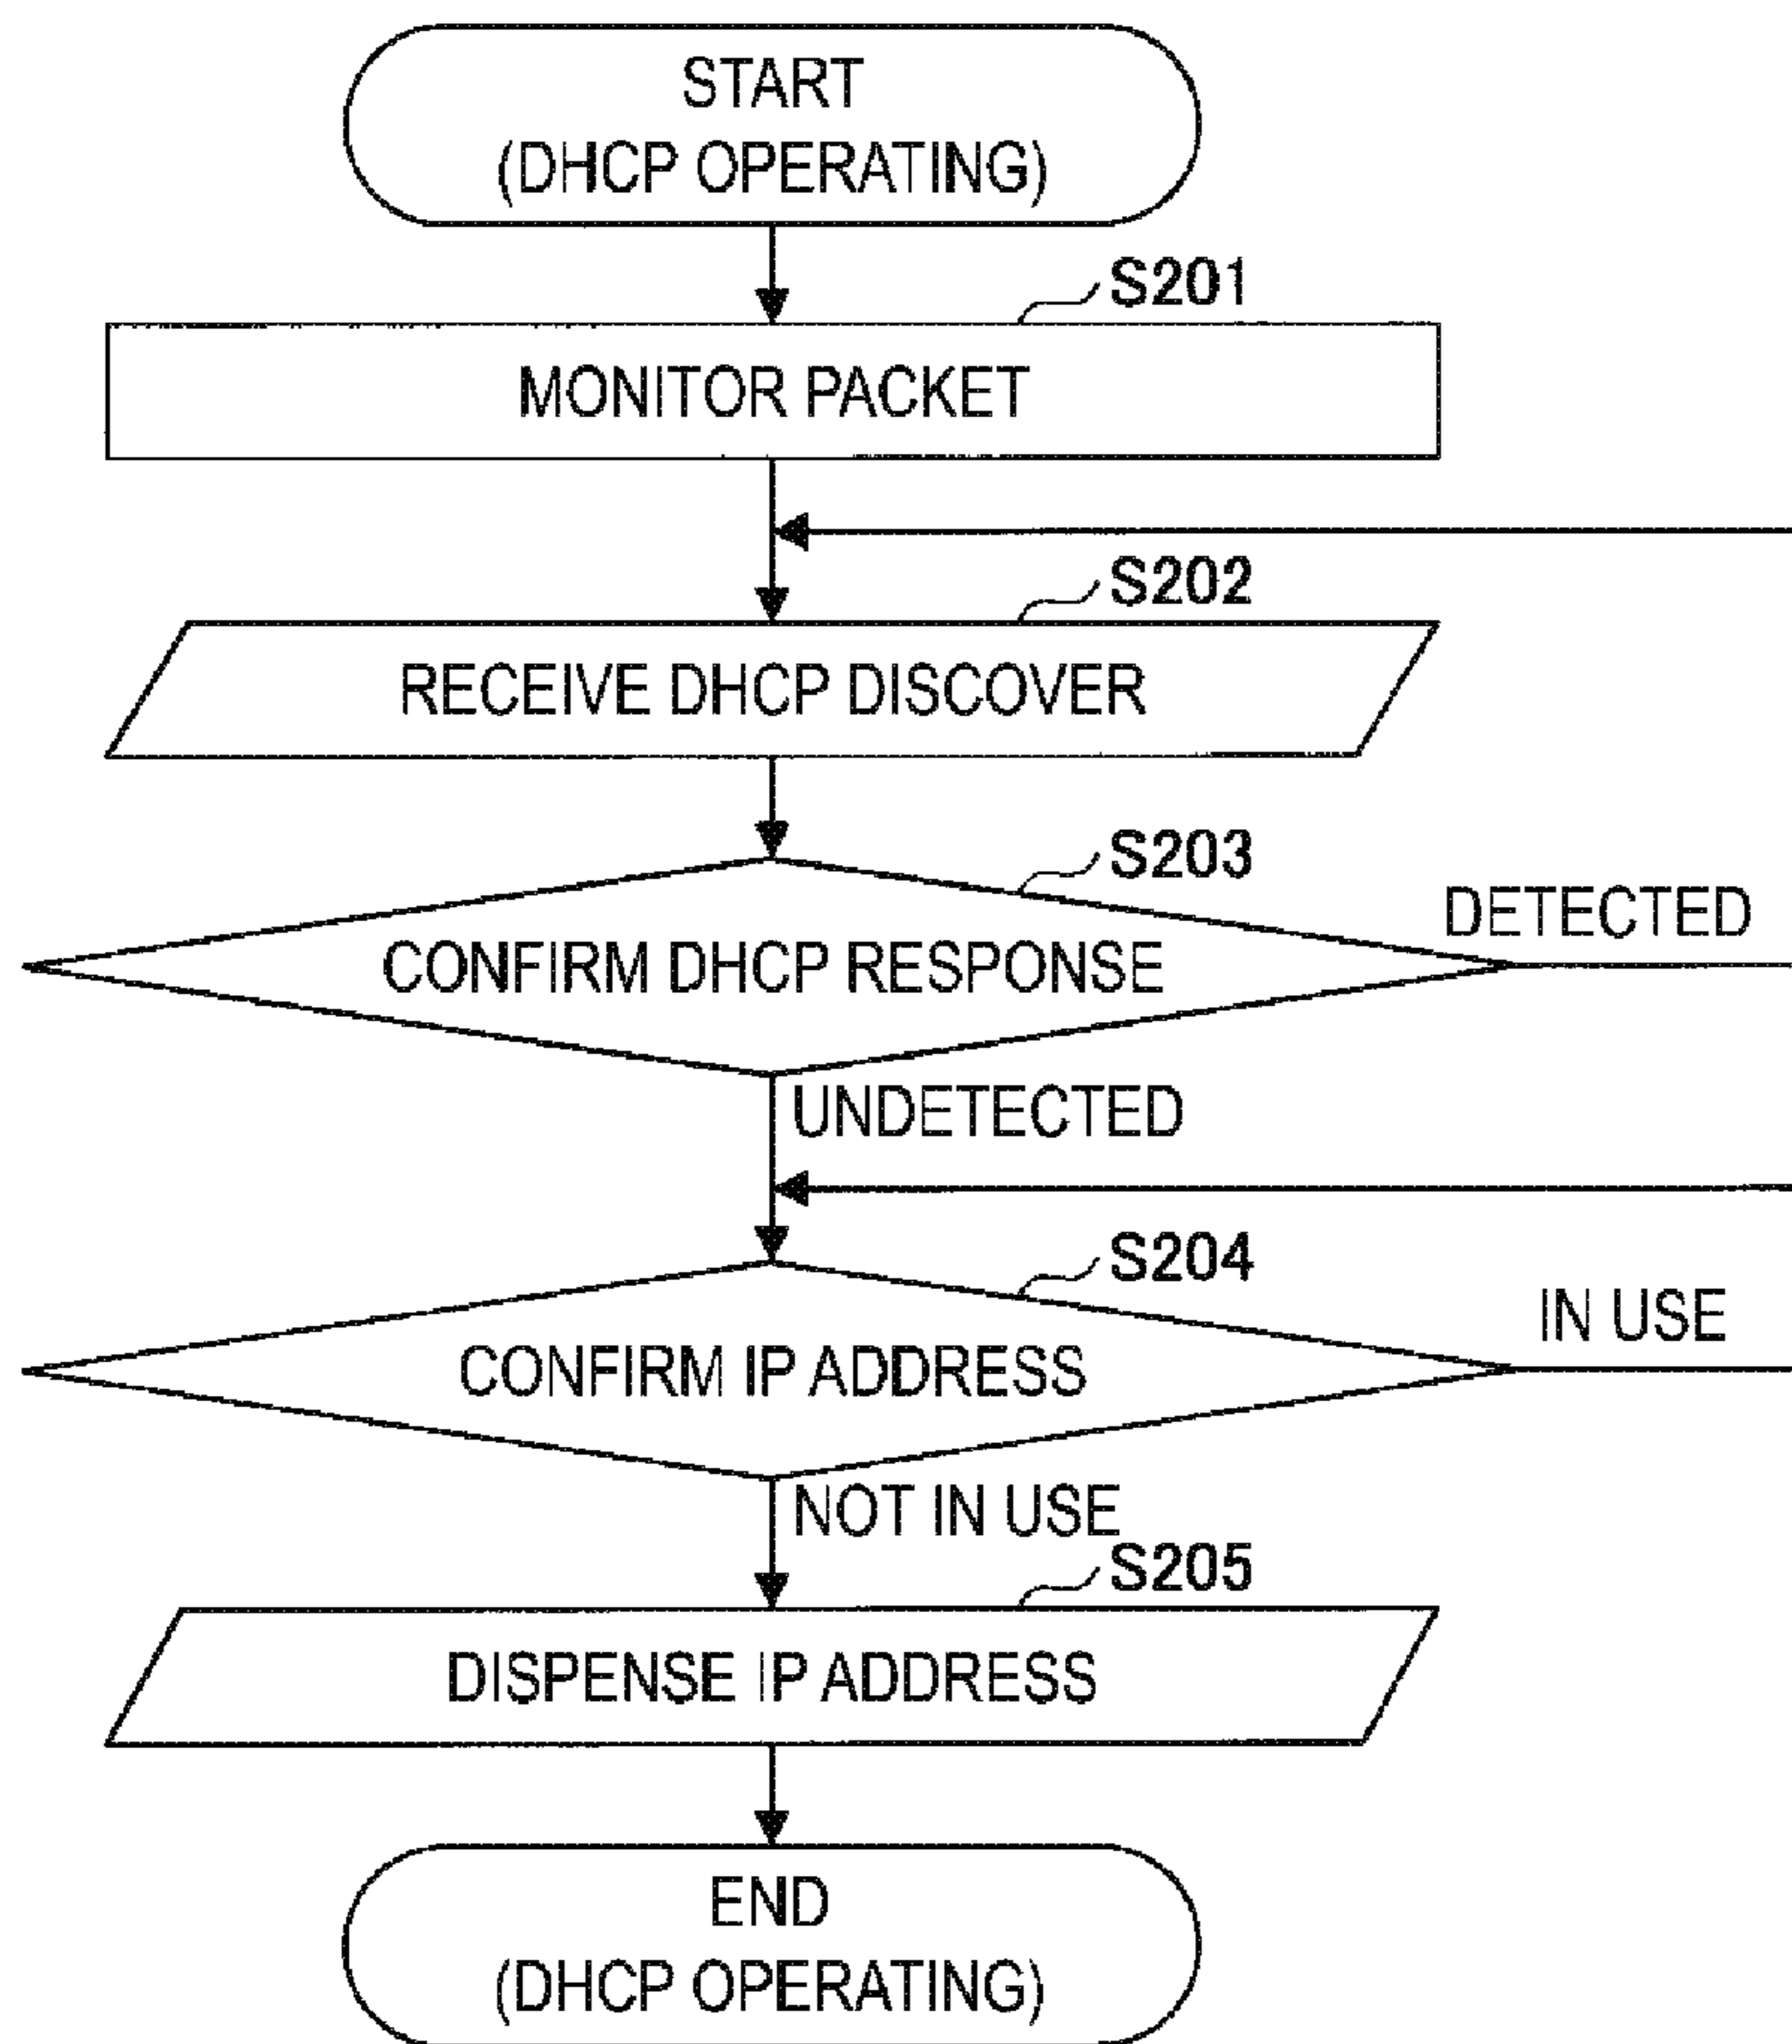 START
(DHCP OPERATING)
S201
MONITOR PACKET
S202
RECEIVE DHCP DISCOVER
S203
DETECTED
CONFIRM DHCP RESPONSE
UNDETECTED
S204
IN USE
CONFIRM IP ADDRESS
NOT IN USE
S205
DISPENSE IP ADDRESS
END
(DHCP OPERATING)